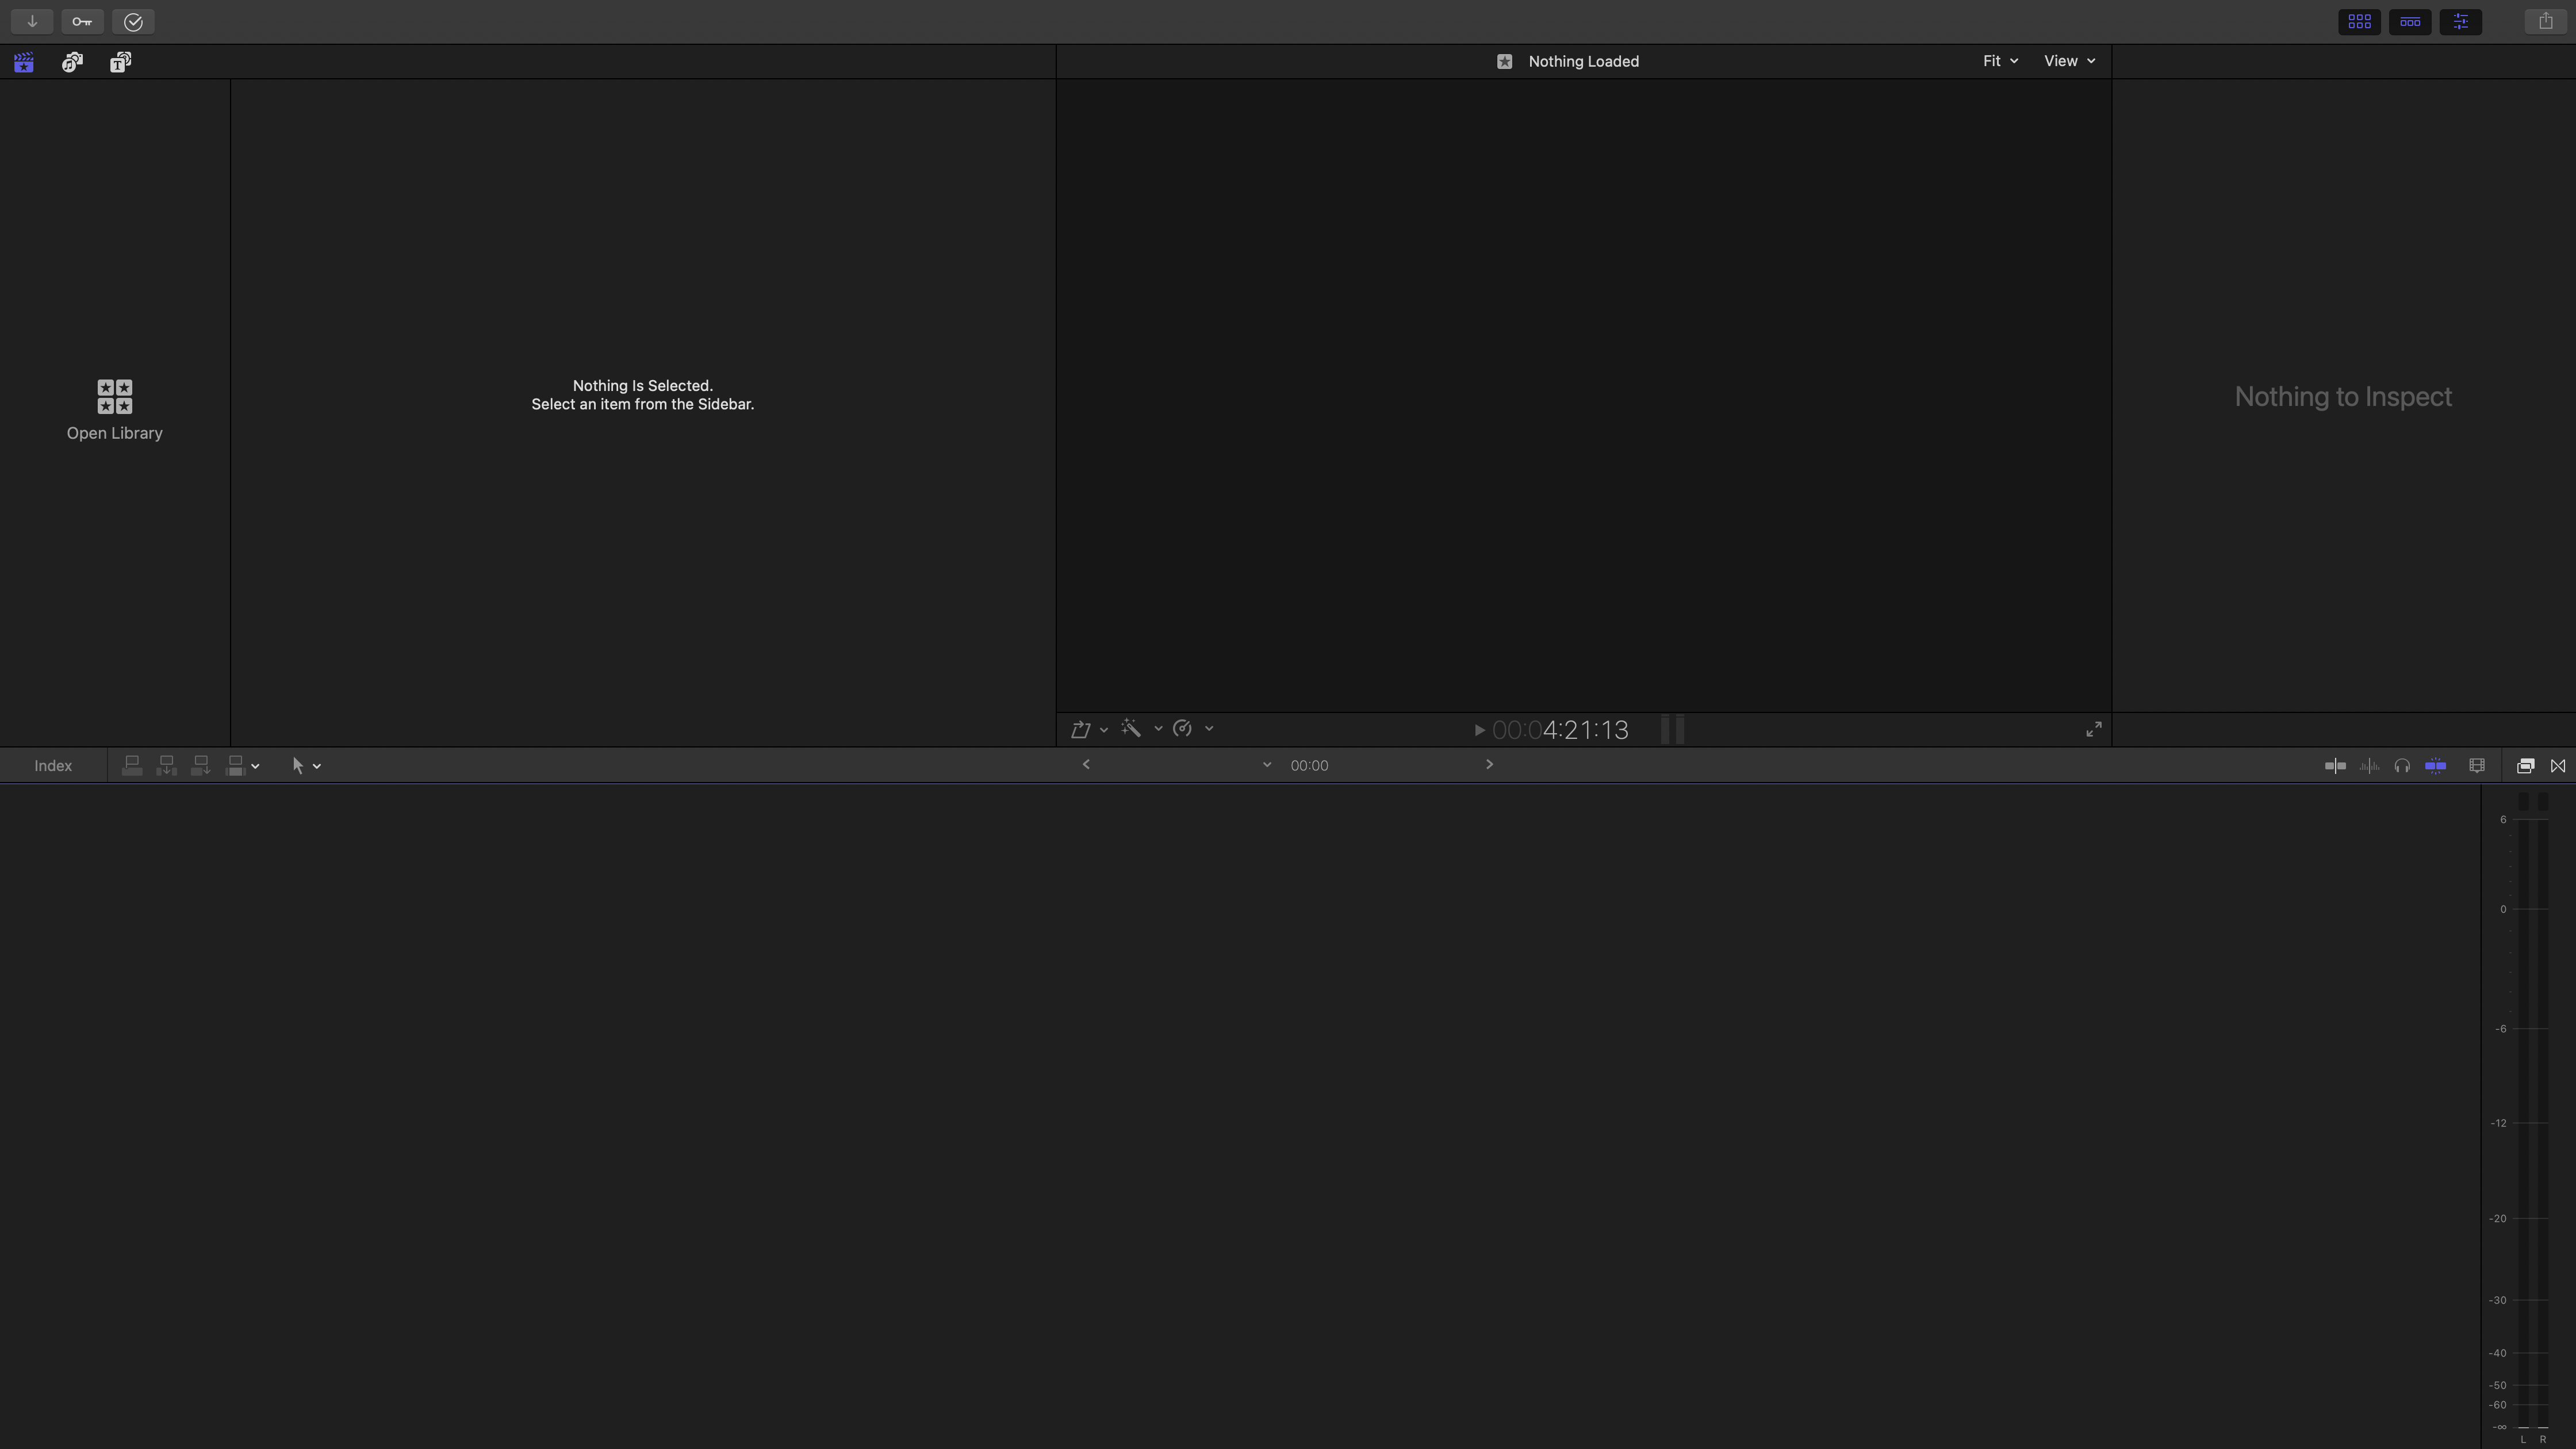 Nothing Loaded
Fit
View
Nothing Is Selected.
Select an item from the Sidebar.
Open Library
Nothing to Inspect
00:04:21:13
Index
00:00
6
0
-6
-12
-20
-30
-40
-50
-60
-∞
L R